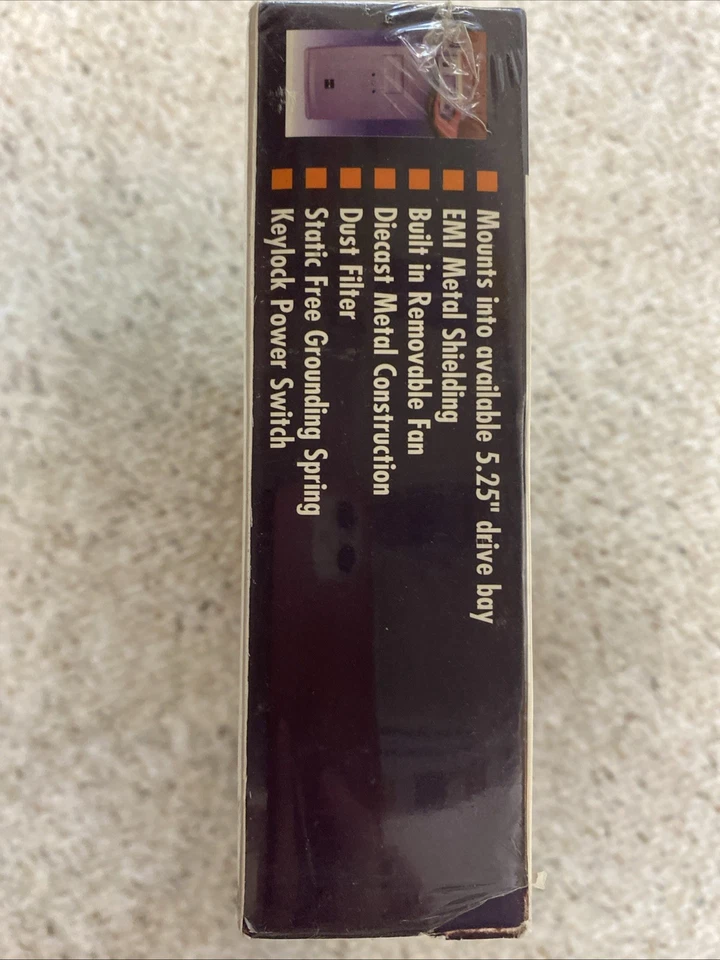 Mounts into available 5.25" drive bay
EMI Metal Shielding
Built in Removable Fan
Diecast Metal Construction
Dust Filter
Static Free Grounding Spring
Keylock Power Switch